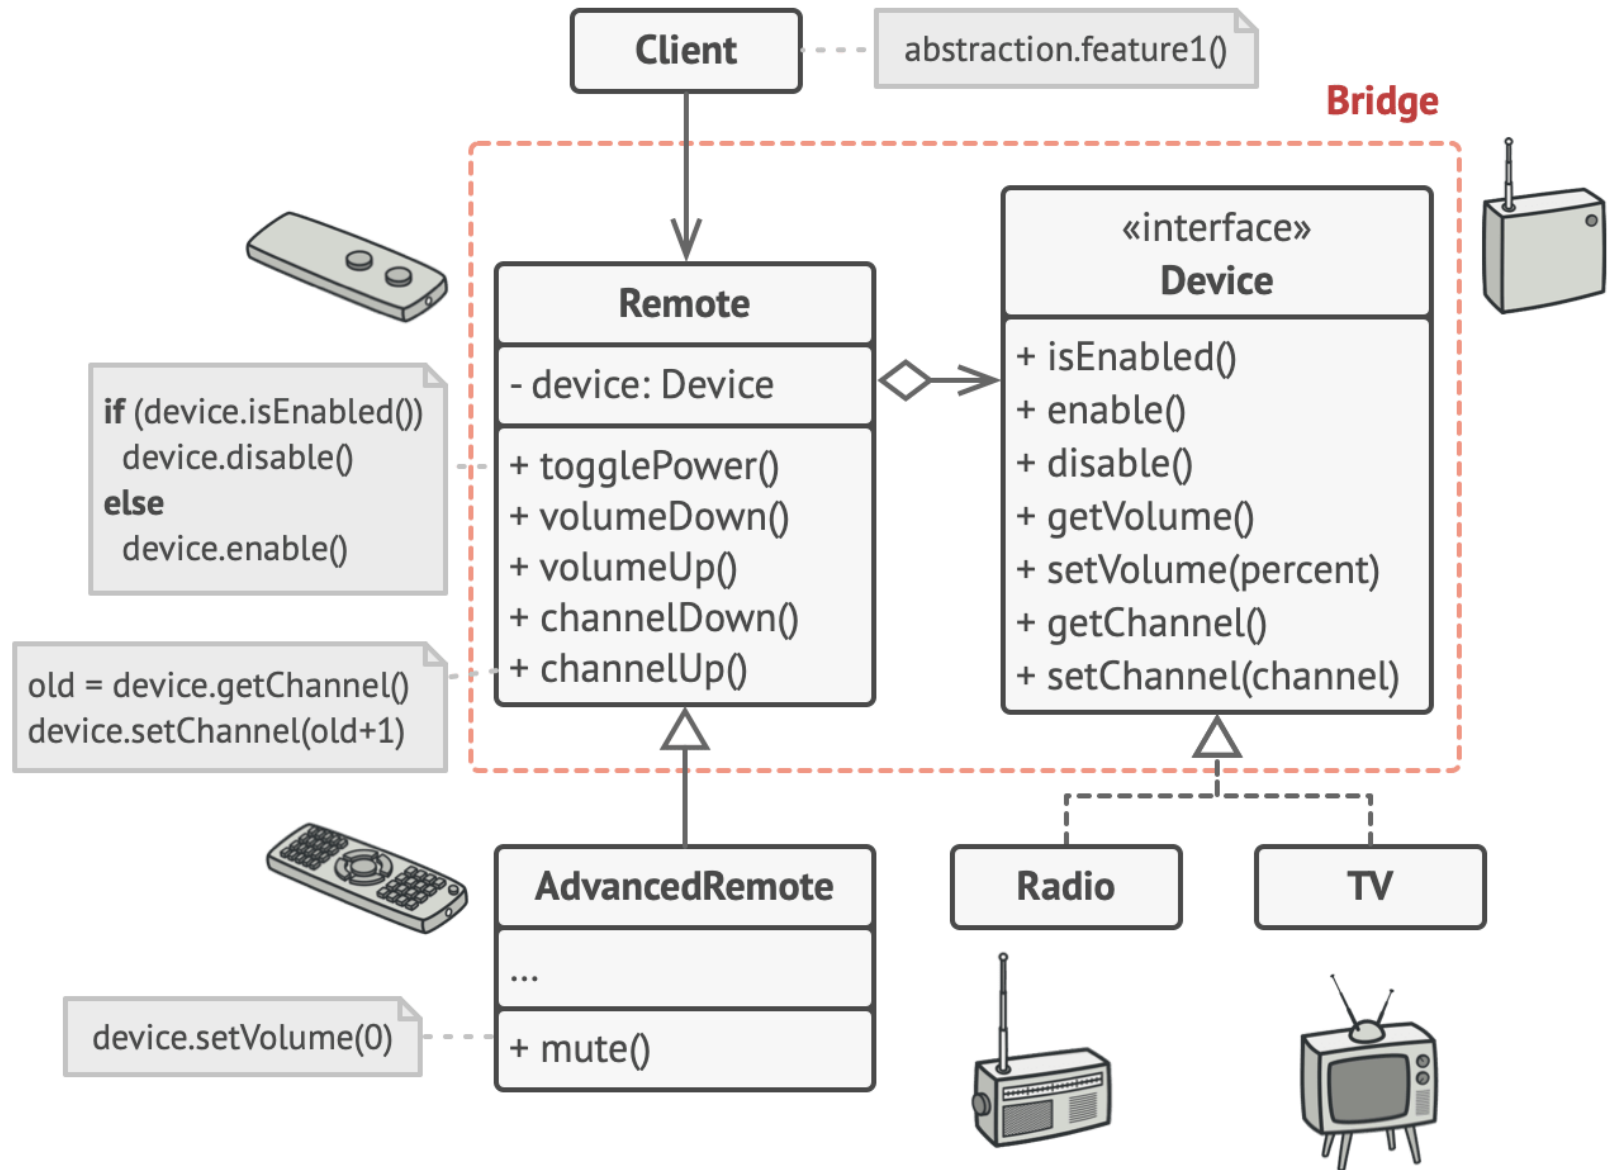 Client
abstraction.feature1()
Bridge
Remote
- device: Device
+ togglePower()
+ volumeDown()
+ volumeUp()
+ channelDown()
+ channelUp()
«interface»
Device
+ isEnabled()
+ enable()
+ disable()
+ getVolume()
+ setVolume(percent)
+ getChannel()
+ setChannel(channel)
if (device.isEnabled())
device.disable()
else
device.enable()
old = device.getChannel()
device.setChannel(old+1)
AdvancedRemote
...
+ mute()
device.setVolume(0)
Radio
TV